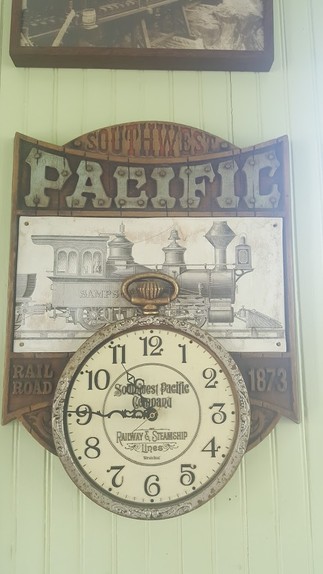 SOUTHWEST
PACIFIC
RAIL
ROAD
1873
12
11
10
9
8
7
6
5
4
3
2
1
Southwest Pacific
Company
RAILWAY & STEAMSHIP
Lines